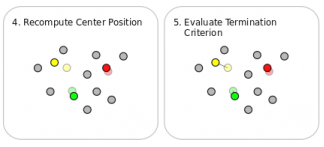 4. Recompute Center Position
5. Evaluate Termination
Criterion